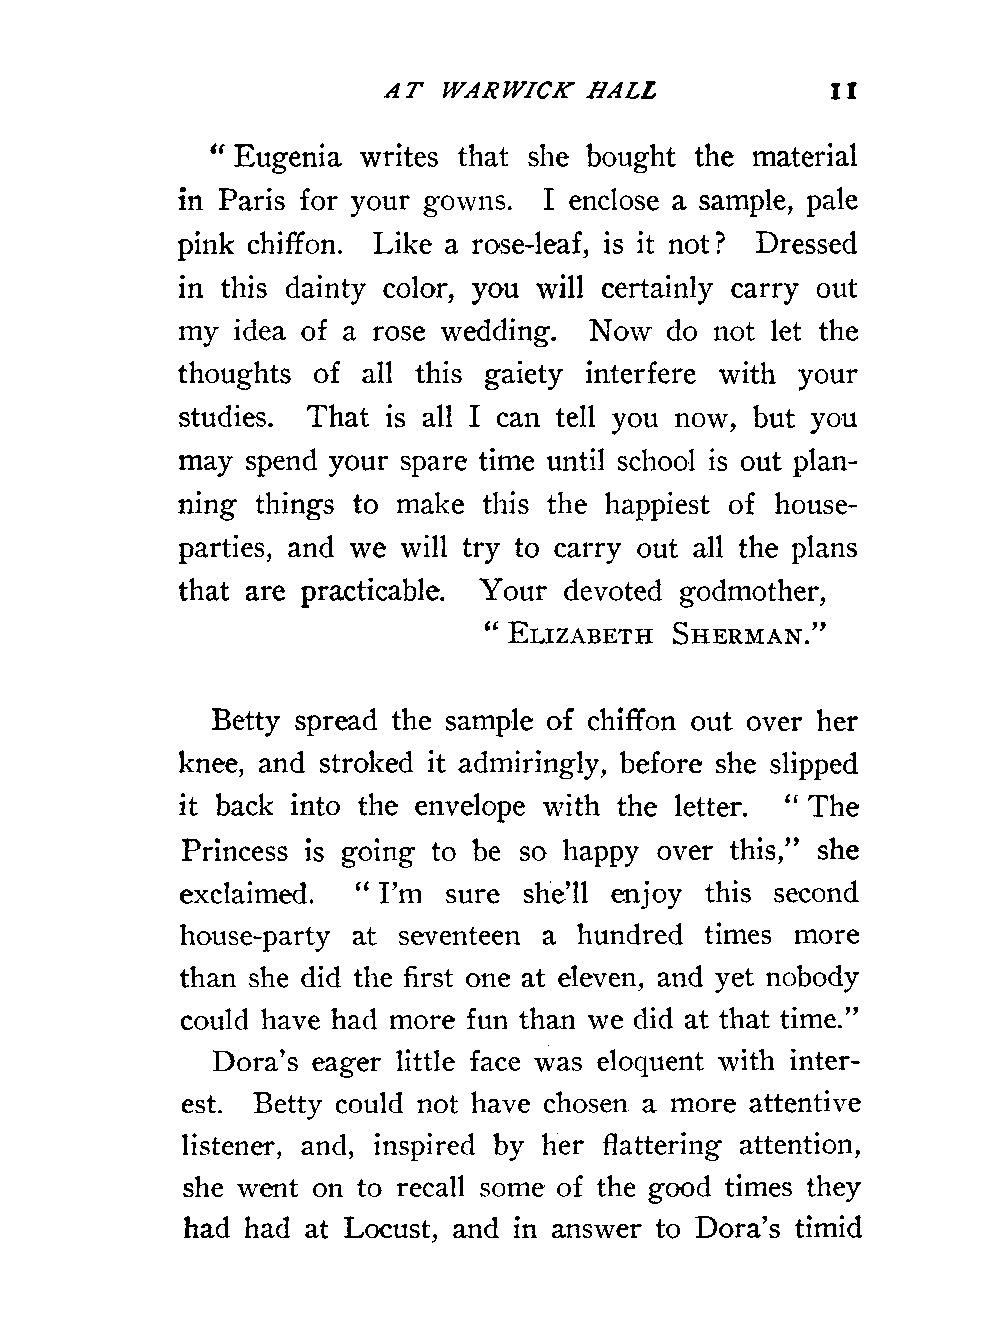 AT WARWICK HALL 11
“ Eugenia writes that she bought the material
in Paris for your gowns. I enclose a sample, pale
pink chiffon. Like a rose-leaf, is it not? Dressed
in this dainty color, you will certainly carry out
my idea of a rose wedding. Now do not let the
thoughts of all this gaiety interfere with your
studies. That is all I can tell you now, but you
may spend your spare time until school is out plan-
ning things to make this the happiest of house-
parties, and we will try to carry out all the plans
that are practicable. Your devoted godmother,
“ ELIZABETH SHERMAN.”
Betty spread the sample of chiffon out over her
knee, and stroked it admiringly, before she slipped
it back into the envelope with the letter. “ The
Princess is going to be so happy over this,” she
exclaimed. “ I’m sure she’ll enjoy this second
house-party at seventeen a hundred times more
than she did the first one at eleven, and yet nobody
could have had more fun than we did at that time.”
Dora’s eager little face was eloquent with inter-
est. Betty could not have chosen a more attentive
listener, and, inspired by her flattering attention,
she went on to recall some of the good times they
had had at Locust, and in answer to Dora’s timid